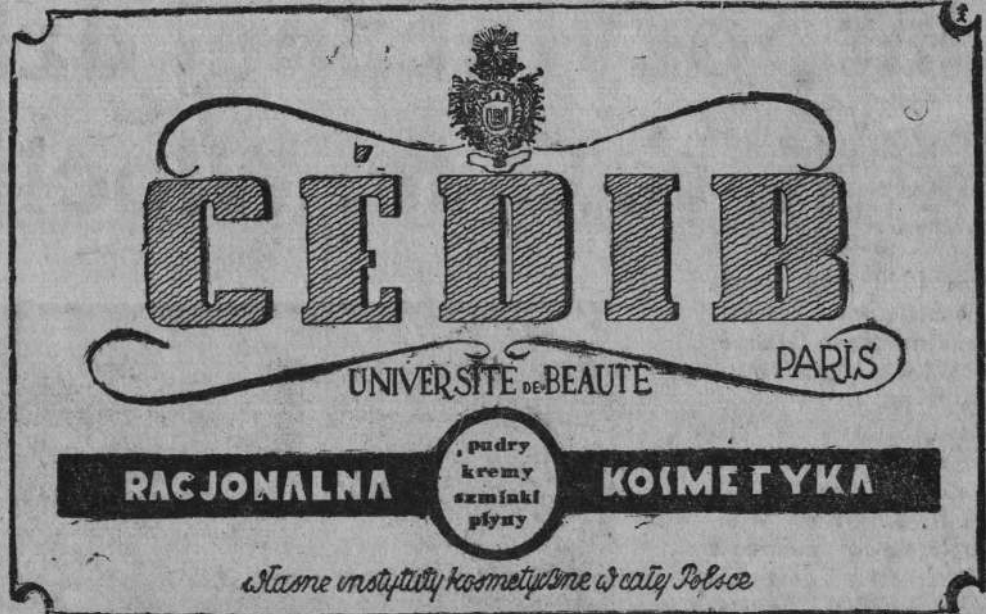 CÉDIB
UNIVERSITÉ DE BEAUTÉ
PARIS
RACJONALNA
pudry
kremy
szminki
płyny
KOSMETYKA
własne instytuty kosmetyczne w całej Polsce